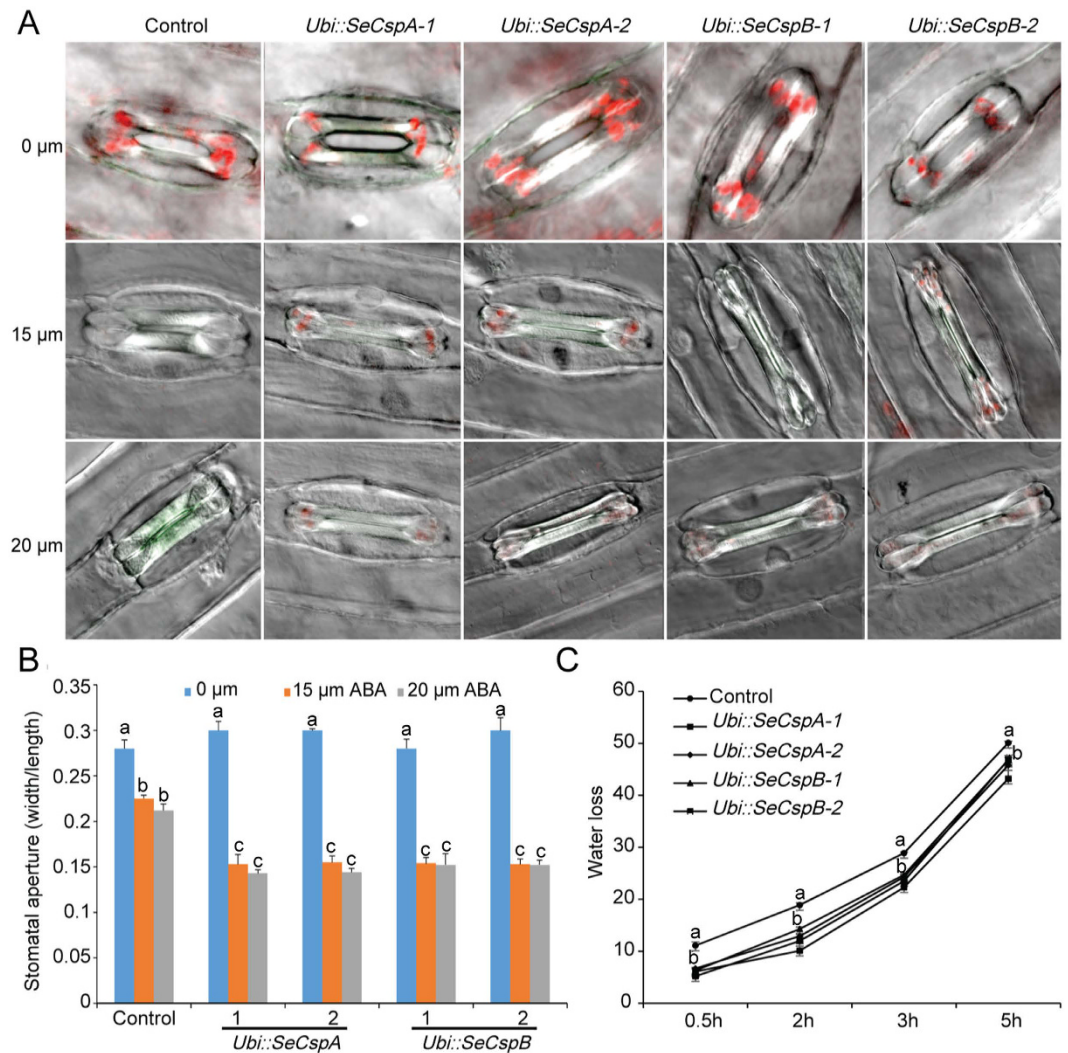 A
Control Ubi::SeCspA-1 Ubi::SeCspA-2 Ubi::SeCspB-1 Ubi::SeCspB-2
0 µm
15 µm
20 µm
B
0 µm 15 µm ABA 20 µm ABA
Stomatal aperture (width/length)
0.35
0.3
0.25
0.2
0.15
0.1
0.05
0
a b b a c c a c c a c c a c c
Control 1 2 1 2
Ubi::SeCspA Ubi::SeCspB
C
Control
Ubi::SeCspA-1
Ubi::SeCspA-2
Ubi::SeCspB-1
Ubi::SeCspB-2
Water loss
60
50
40
30
20
10
0
a b a b a b a b
0.5h 2h 3h 5h